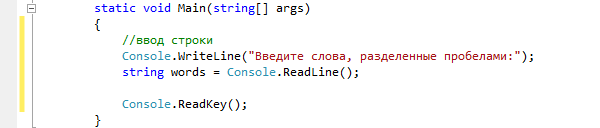 static void Main(string[] args)
{
//ввод строки
Console.WriteLine("Введите слова, разделенные пробелами:");
string words = Console.ReadLine();
Console.ReadKey();
}